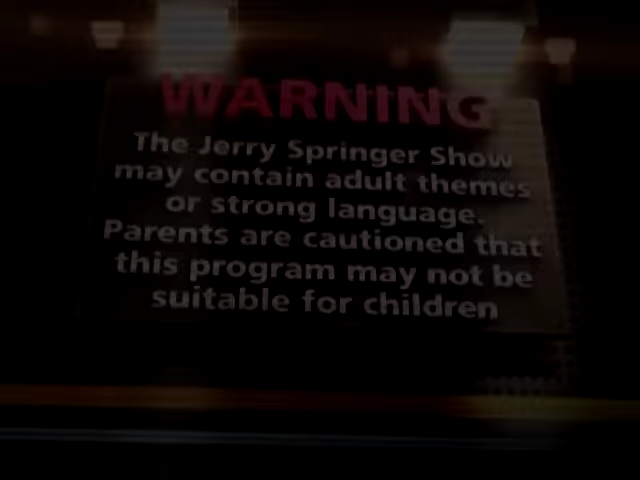 WARNING
The Jerry Springer Show
may contain adult themes
or strong language.
Parents are cautioned that
this program may not be
suitable for children